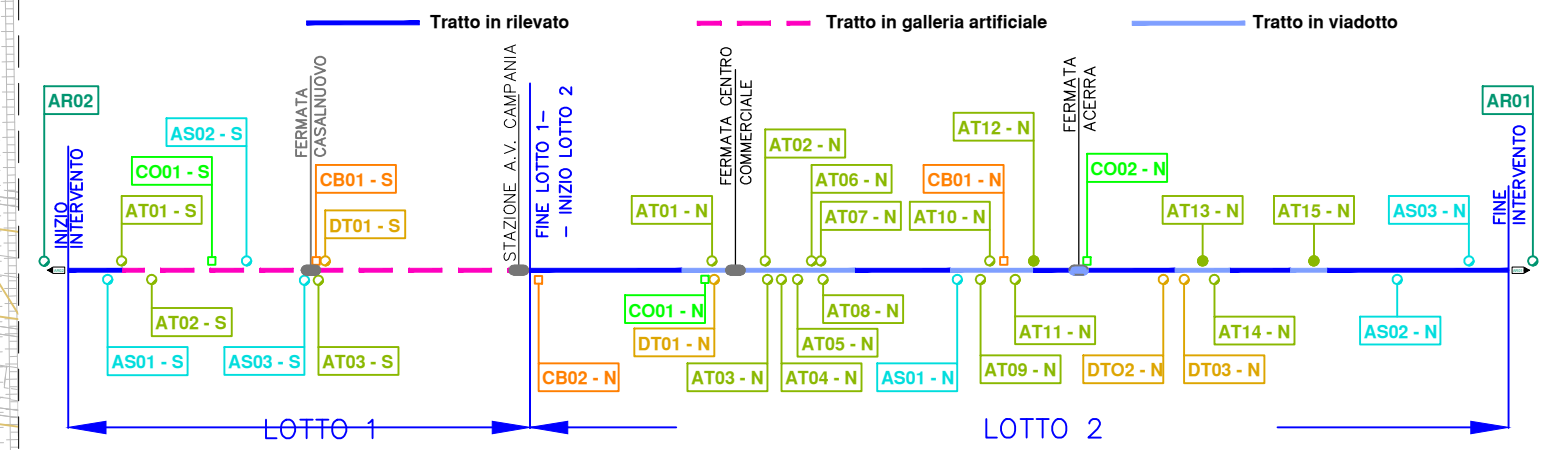 Tratto in rilevato
Tratto in galleria artificiale
Tratto in viadotto
AR02
INIZIO
INTERVENTO
AS02 - S
CO01 - S
AT01 - S
FERMATA
CASALNUOVO
CB01 - S
DT01 - S
STAZIONE A.V. CAMPANIA
FINE LOTTO 1-
- INIZIO LOTTO 2
AT01 - N
FERMATA CENTRO
COMMERCIALE
AT02 - N
AT06 - N
AT07 - N
AT12 - N
CB01 - N
AT10 - N
FERMATA
ACERRA
CO02 - N
AT13 - N
AT15 - N
AS03 - N
AR01
FINE
INTERVENTO
AT02 - S
AS01 - S
AS03 - S
AT03 - S
CO01 - N
DT01 - N
CB02 - N
AT03 - N
AT04 - N
AT05 - N
AT08 - N
AS01 - N
AT09 - N
AT11 - N
DTO2 - N
DT03 - N
AT14 - N
AS02 - N
LOTTO 1
LOTTO 2